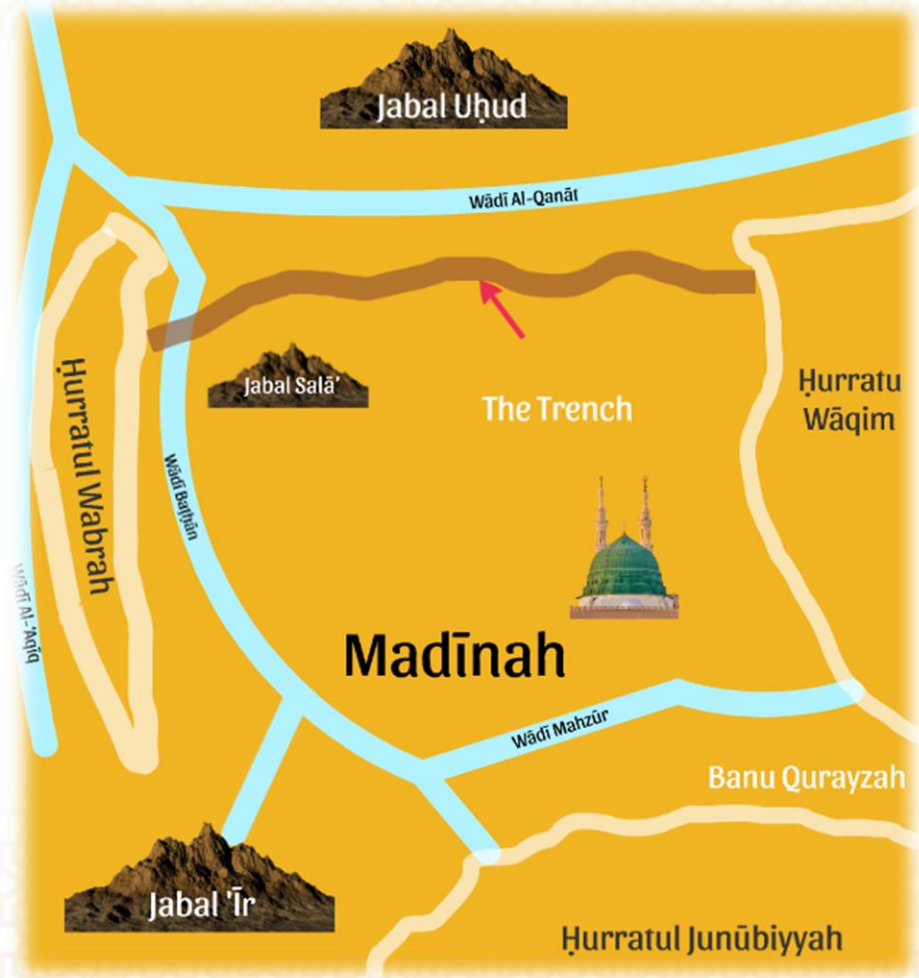 Jabal Uḥud
Wādī Al-Qanāt
Jabal Salā’
The Trench
Ḥurratu
Wāqim
Ḥurratul Wabrah
Wādī Baṭḥān
Wādī Al-‘Aqīq
Madīnah
Wādī Mahzūr
Banu Qurayzah
Jabal ‘Īr
Ḥurratul Junūbiyyah